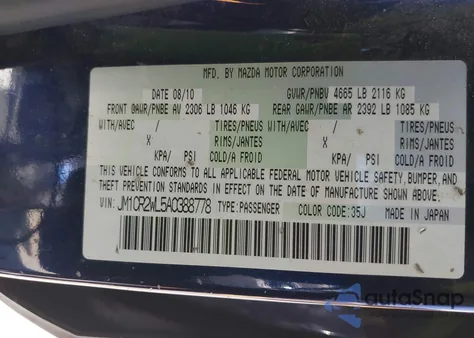 MFD. BY MAZDA MOTOR CORPORATION
DATE 08/10 GVWR/PNBV 4665 LB 2116 KG
FRONT GAWR/PNBE AV 2306 LB 1046 KG REAR GAWR/PNBE AR 2392 LB 1085 KG
WITH/AVEC / TIRES/PNEUS WITH/AVEC / TIRES/PNEUS
X RIMS/JANTES X RIMS/JANTES
KPA/ PSI COLD/A FROID KPA/ PSI COLD/A FROID
THIS VEHICLE CONFORMS TO ALL APPLICABLE FEDERAL MOTOR VEHICLE SAFETY, BUMPER, AND
THEFT PREVENTION STANDARDS IN EFFECT ON THE DATE OF MANUFACTURE SHOWN ABOVE.
VIN: JM1CR2WL5A0388778 TYPE:PASSENGER COLOR CODE:35J MADE IN JAPAN
autoSnap